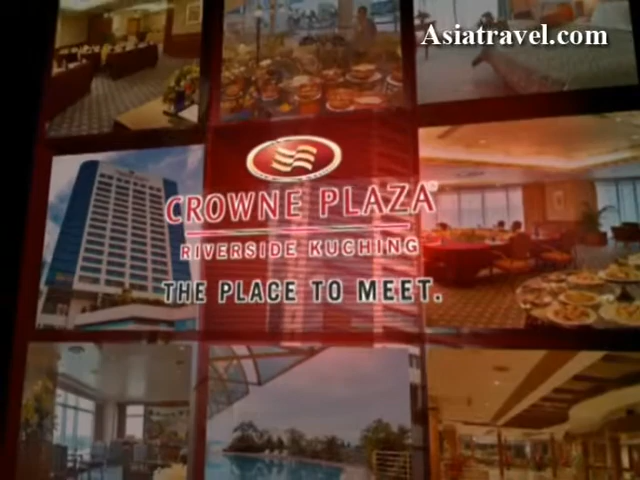 Asiatravel.com
CROWNE PLAZA®
RIVERSIDE KUCHING
THE PLACE TO MEET.